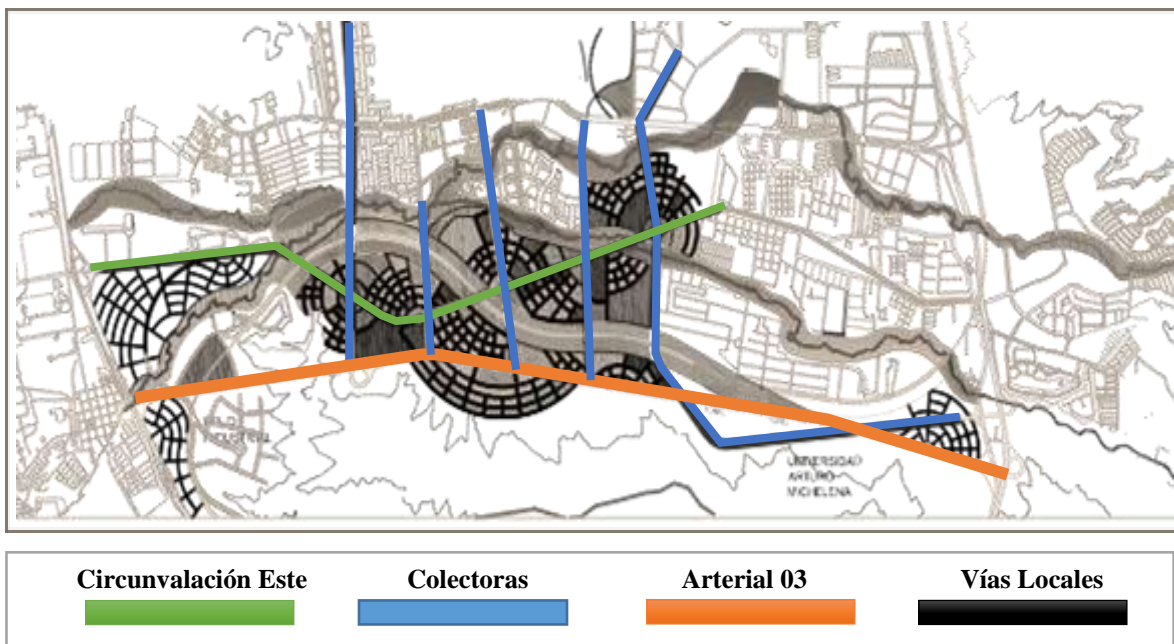 UNIVERSIDAD
ARTURO
MICHELENA
Circunvalación Este
Colectoras
Arterial 03
Vías Locales